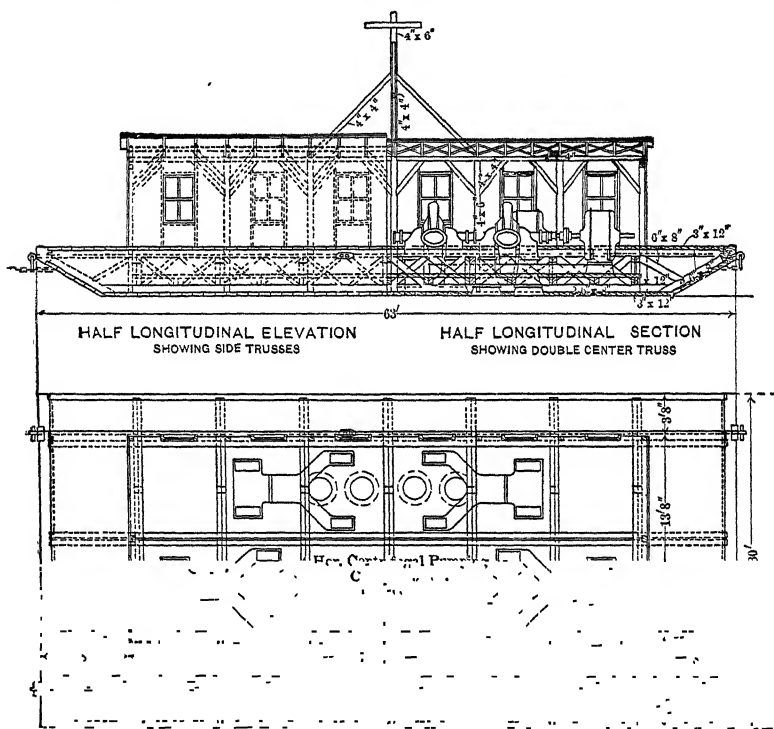 4"x 6"
4"x 4"
4"x 4"
6"x 8"
3"x 12"
x 12"
3"x 12"
63'
HALF LONGITUDINAL ELEVATION
SHOWING SIDE TRUSSES
HALF LONGITUDINAL SECTION
SHOWING DOUBLE CENTER TRUSS
3'8"
13'8"
30'
Hor.